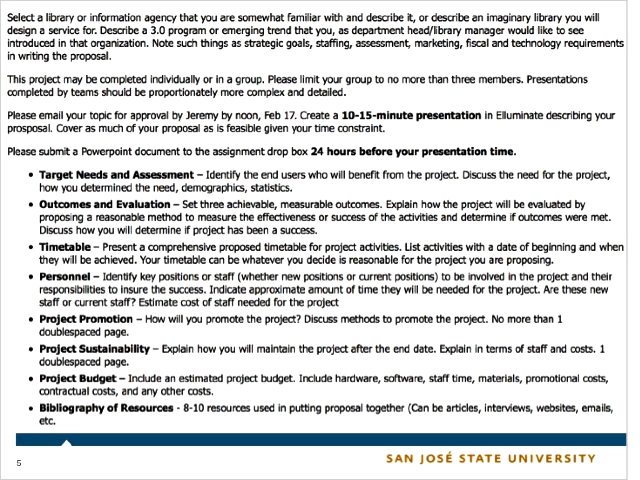 Select a library or information agency that you are somewhat familiar with and describe it, or describe an imaginary library you will
design a service for. Describe a 3.0 program or emerging trend that you, as department head/library manager would like to see
introduced in that organization. Note such things as strategic goals, staffing, assessment, marketing, fiscal and technology requirements
in writing the proposal.
This project may be completed individually or in a group. Please limit your group to no more than three members. Presentations
completed by teams should be proportionately more complex and detailed.
Please email your topic for approval by Jeremy by noon, Feb 17. Create a 10-15-minute presentation in Elluminate describing your
prosposal. Cover as much of your proposal as is feasible given your time constraint.
Please submit a Powerpoint document to the assignment drop box 24 hours before your presentation time.
• Target Needs and Assessment – Identify the end users who will benefit from the project. Discuss the need for the project,
how you determined the need, demographics, statistics.
• Outcomes and Evaluation – Set three achievable, measurable outcomes. Explain how the project will be evaluated by
proposing a reasonable method to measure the effectiveness or success of the activities and determine if outcomes were met.
Discuss how you will determine if project has been a success.
• Timetable – Present a comprehensive proposed timetable for project activities. List activities with a date of beginning and when
they will be achieved. Your timetable can be whatever you decide is reasonable for the project you are proposing.
• Personnel – Identify key positions or staff (whether new positions or current positions) to be involved in the project and their
responsibilities to insure the success. Indicate approximate amount of time they will be needed for the project. Are these new
staff or current staff? Estimate cost of staff needed for the project
• Project Promotion – How will you promote the project? Discuss methods to promote the project. No more than 1
doublespaced page.
• Project Sustainability – Explain how you will maintain the project after the end date. Explain in terms of staff and costs. 1
doublespaced page.
• Project Budget – Include an estimated project budget. Include hardware, software, staff time, materials, promotional costs,
contractual costs, and any other costs.
• Bibliography of Resources - 8-10 resources used in putting proposal together (Can be articles, interviews, websites, emails,
etc.
5
SAN JOSÉ STATE UNIVERSITY